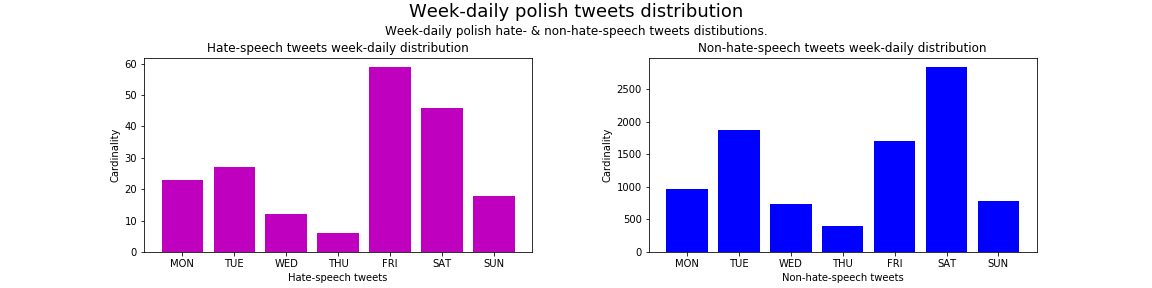 Week-daily polish tweets distribution
Week-daily polish hate- & non-hate-speech tweets distibutions.
Hate-speech tweets week-daily distribution
Cardinality
60
50
40
30
20
10
0
MON TUE WED THU FRI SAT SUN
Hate-speech tweets
Non-hate-speech tweets week-daily distribution
Cardinality
2500
2000
1500
1000
500
0
MON TUE WED THU FRI SAT SUN
Non-hate-speech tweets